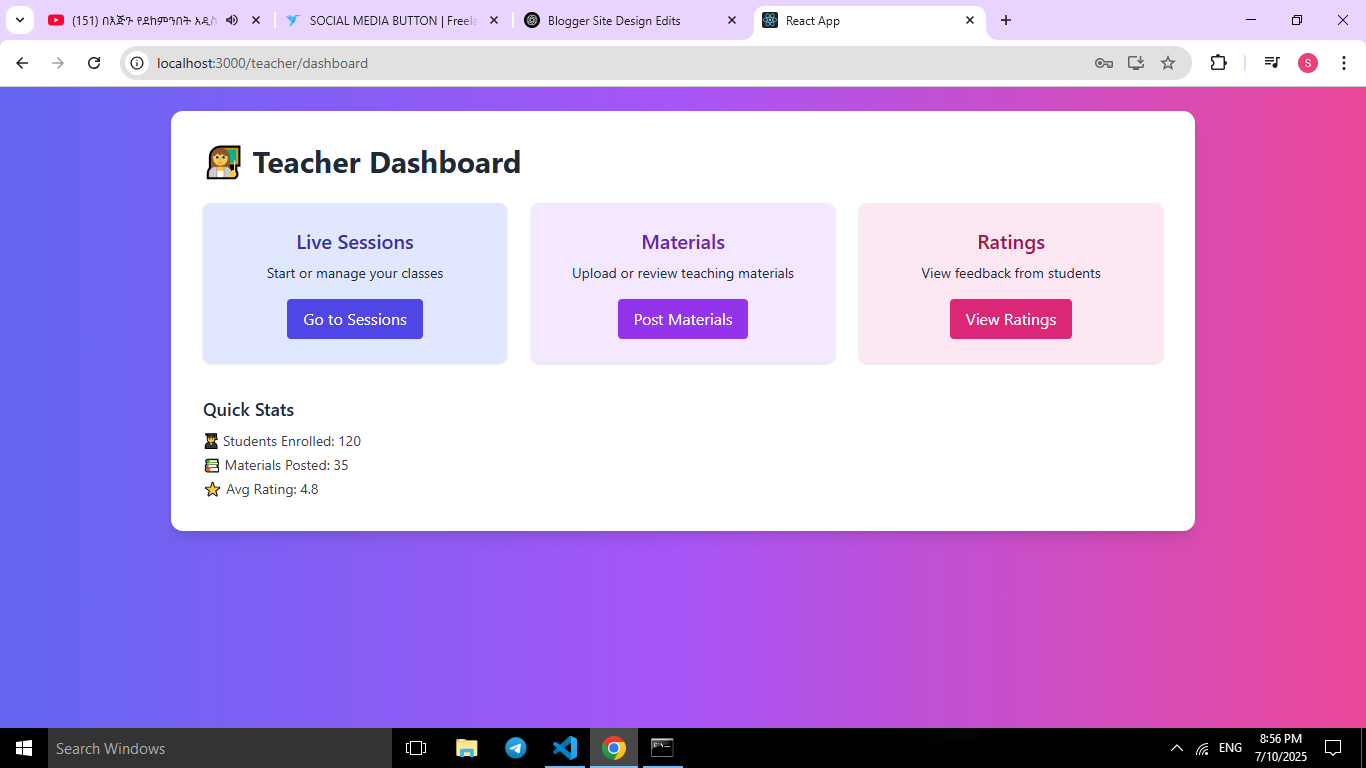 (151) በእጅጉ የደከምንበት አዲስ
SOCIAL MEDIA BUTTON | Freela
Blogger Site Design Edits
React App
localhost:3000/teacher/dashboard
S
Teacher Dashboard
Live Sessions
Start or manage your classes
Go to Sessions
Materials
Upload or review teaching materials
Post Materials
Ratings
View feedback from students
View Ratings
Quick Stats
Students Enrolled: 120
Materials Posted: 35
Avg Rating: 4.8
Search Windows
ENG
8:56 PM
7/10/2025